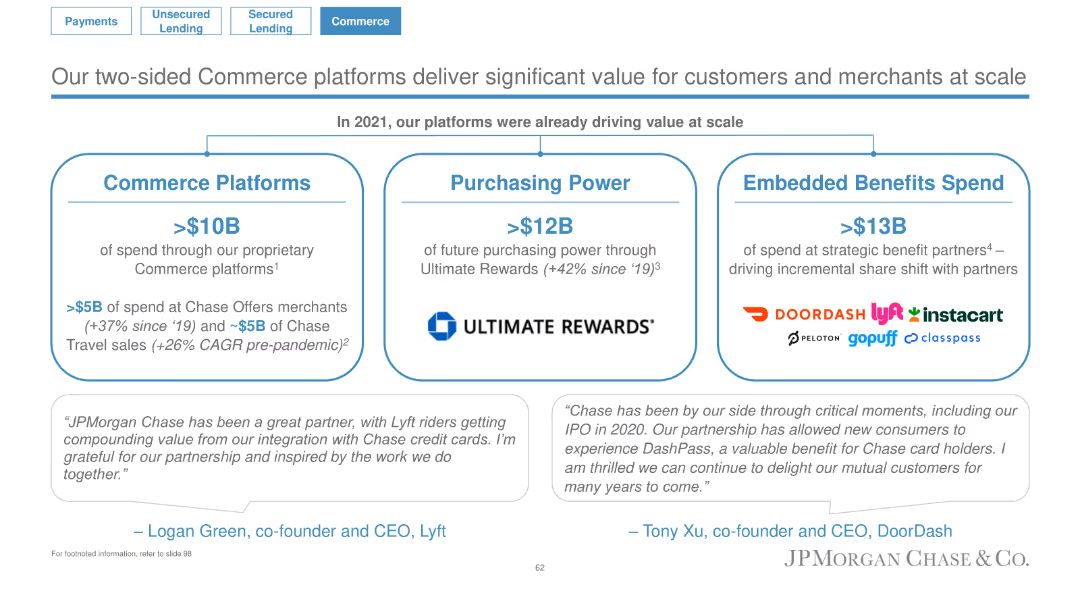 Payments
Unsecured
Lending
Secured
Lending
Commerce
Our two-sided Commerce platforms deliver significant value for customers and merchants at scale
In 2021, our platforms were already driving value at scale
Commerce Platforms
>$10B
of spend through our proprietary
Commerce platforms¹
>$5B of spend at Chase Offers merchants
(+37% since ‘19) and ~$5B of Chase
Travel sales (+26% CAGR pre-pandemic)²
Purchasing Power
>$12B
of future purchasing power through
Ultimate Rewards (+42% since ‘19)³
ULTIMATE REWARDS®
Embedded Benefits Spend
>$13B
of spend at strategic benefit partners⁴ –
driving incremental share shift with partners
DOORDASH lyft instacart
PELOTON gopuff classpass
“JPMorgan Chase has been a great partner, with Lyft riders getting
compounding value from our integration with Chase credit cards. I’m
grateful for our partnership and inspired by the work we do
together.”
– Logan Green, co-founder and CEO, Lyft
“Chase has been by our side through critical moments, including our
IPO in 2020. Our partnership has allowed new consumers to
experience DashPass, a valuable benefit for Chase card holders. I
am thrilled we can continue to delight our mutual customers for
many years to come.”
– Tony Xu, co-founder and CEO, DoorDash
For footnoted information, refer to slide 98
62
JPMORGAN CHASE & CO.